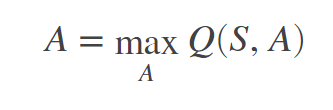 A = max Q(S, A)
A